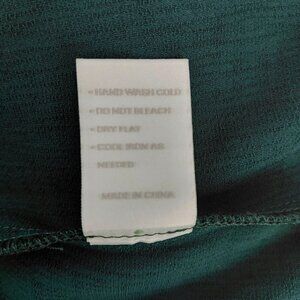 - HAND WASH COLD
- DO NOT BLEACH
- DRY FLAT
- COOL IRON AS
NEEDED
MADE IN CHINA